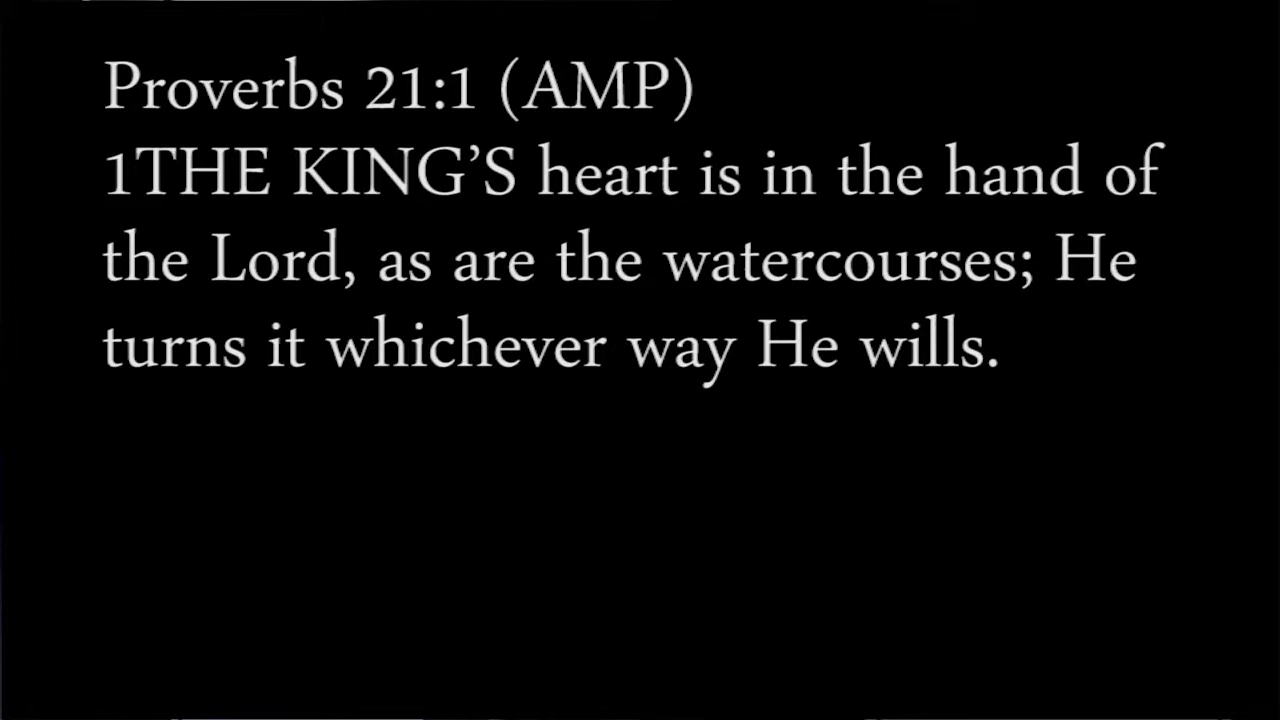 Proverbs 21:1 (AMP)
1THE KING’S heart is in the hand of
the Lord, as are the watercourses; He
turns it whichever way He wills.